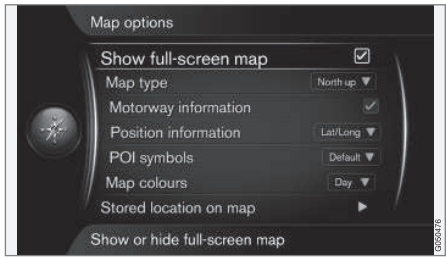 Map options
Show full-screen map
Map type North up
Motorway information
Position information Lat/Long
POI symbols Default
Map colours Day
Stored location on map
Show or hide full-screen map
G050476